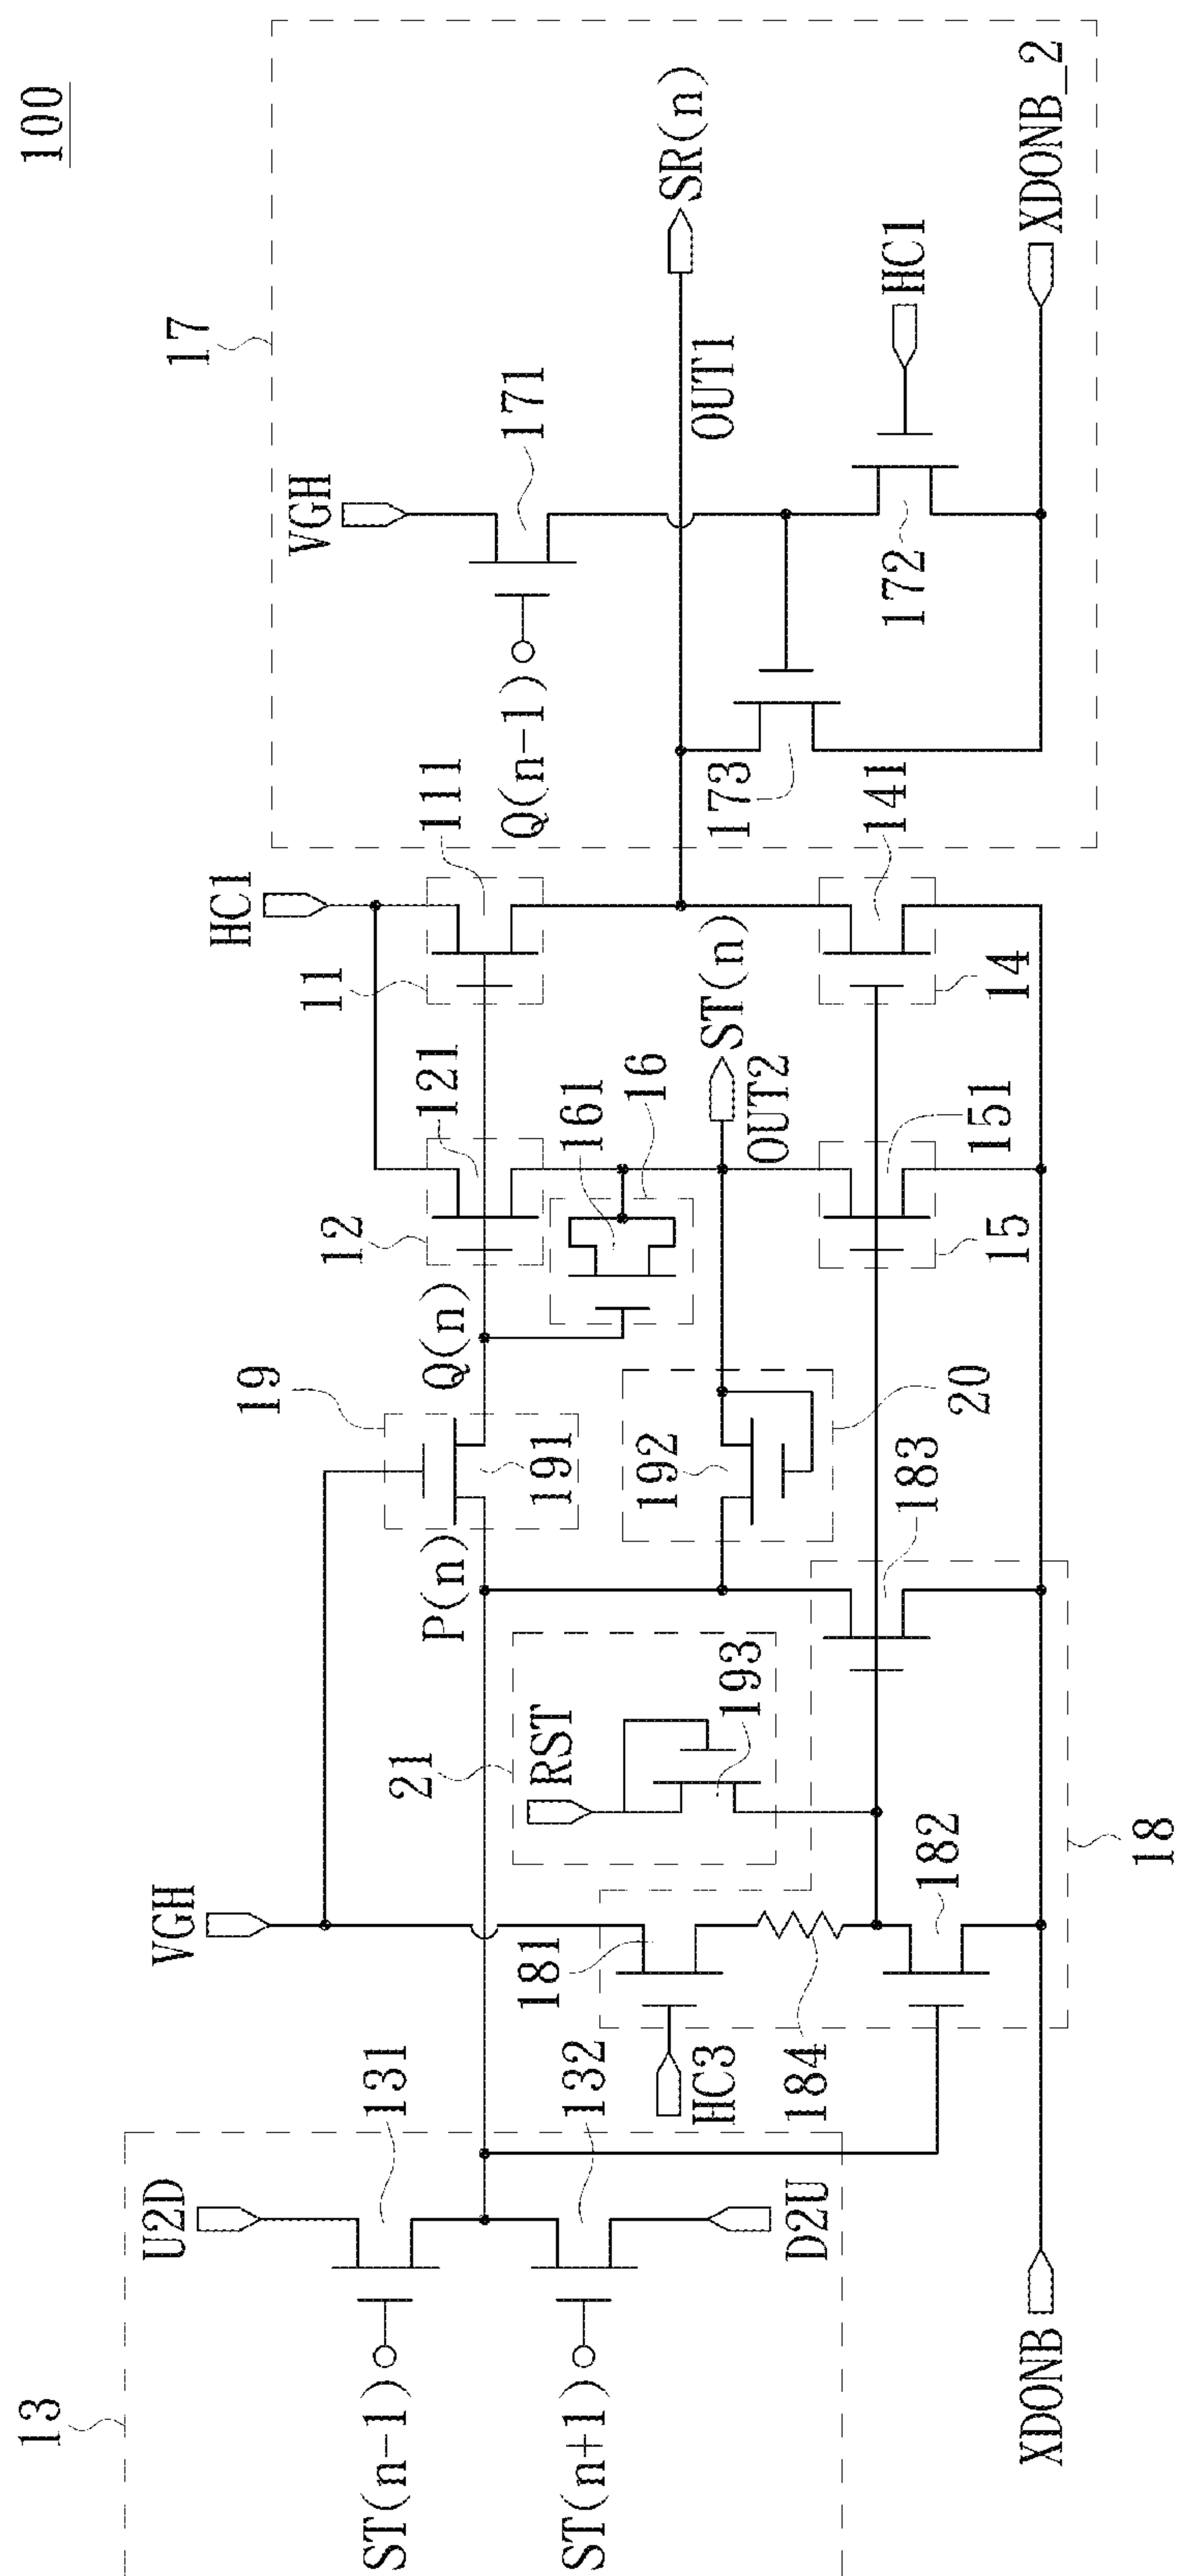 100
13
U2D
131
ST(n-1)
132
ST(n+1)
D2U
XDONB
VGH
HC3
181
184
182
18
21
RST
193
183
P(n)
19
191
192
20
Q(n)
12
121
161
16
ST(n)
OUT2
151
15
HC1
11
111
141
14
17
VGH
171
Q(n-1)
173
172
HC1
OUT1
SR(n)
XDONB_2